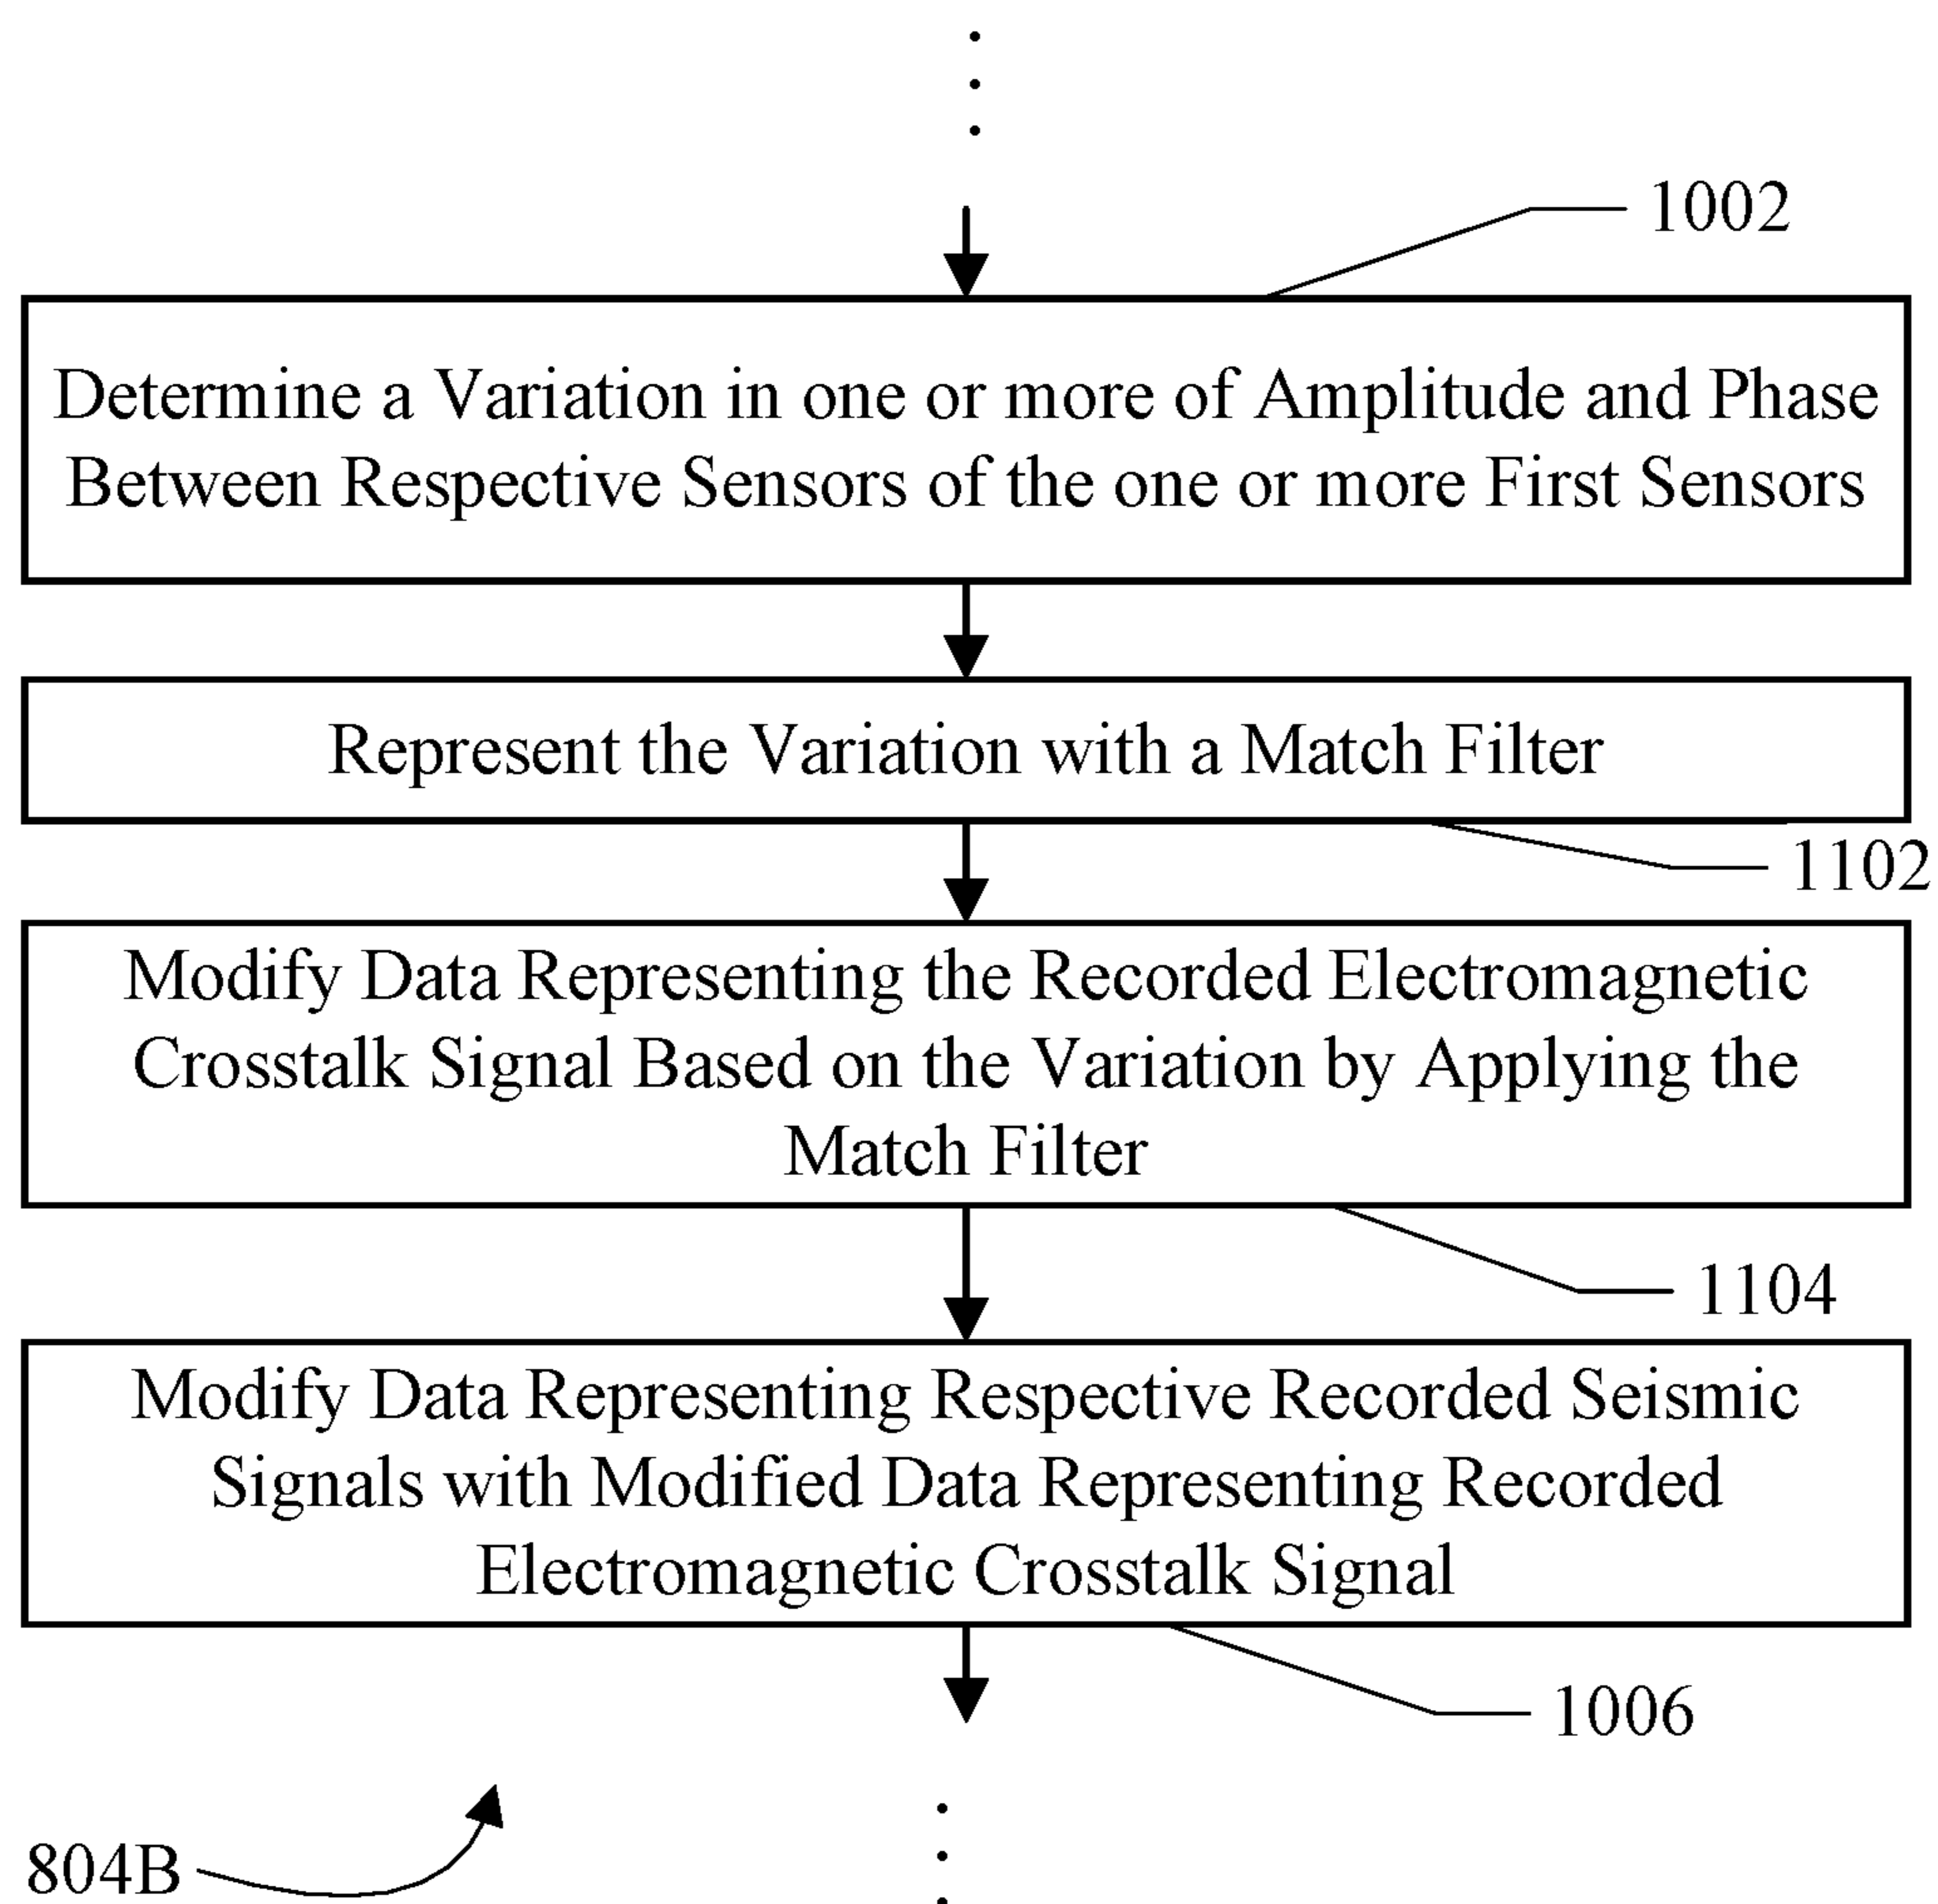 1002
Determine a Variation in one or more of Amplitude and Phase
Between Respective Sensors of the one or more First Sensors
Represent the Variation with a Match Filter
1102
Modify Data Representing the Recorded Electromagnetic
Crosstalk Signal Based on the Variation by Applying the
Match Filter
1104
Modify Data Representing Respective Recorded Seismic
Signals with Modified Data Representing Recorded
Electromagnetic Crosstalk Signal
1006
804B